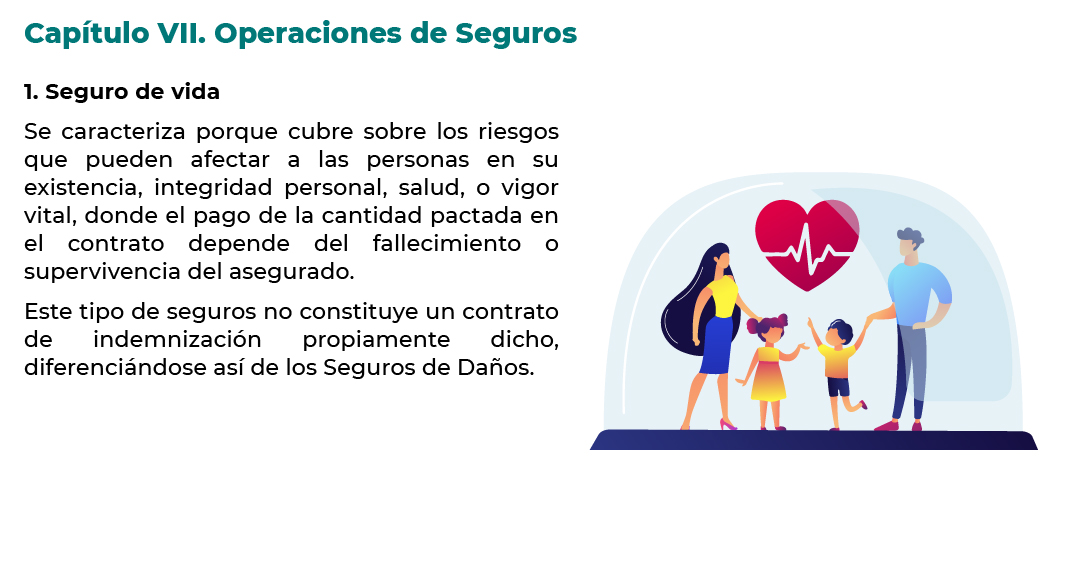 Capítulo VII. Operaciones de Seguros
1. Seguro de vida
Se caracteriza porque cubre sobre los riesgos
que pueden afectar a las personas en su
existencia, integridad personal, salud, o vigor
vital, donde el pago de la cantidad pactada en
el contrato depende del fallecimiento o
supervivencia del asegurado.
Este tipo de seguros no constituye un contrato
de indemnización propiamente dicho,
diferenciándose así de los Seguros de Daños.